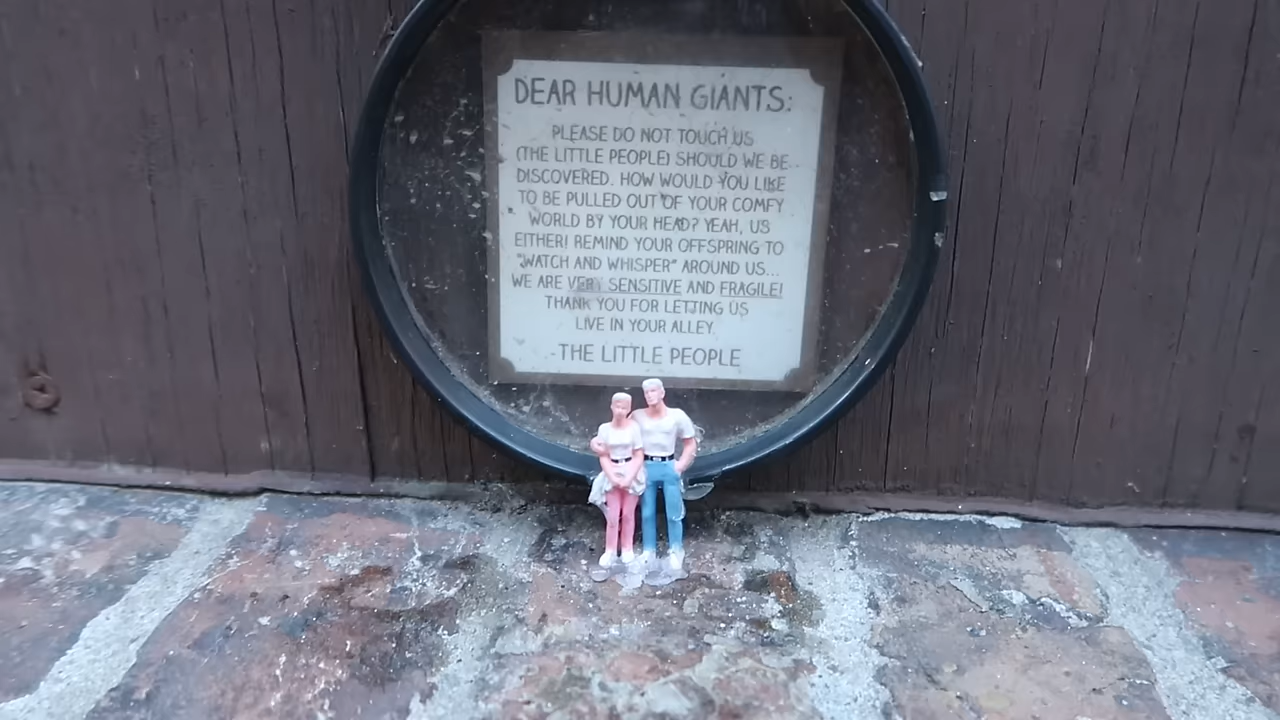 DEAR HUMAN GIANTS:
PLEASE DO NOT TOUCH US
(THE LITTLE PEOPLE) SHOULD WE BE
DISCOVERED. HOW WOULD YOU LIKE
TO BE PULLED OUT OF YOUR COMFY
WORLD BY YOUR HEAD? YEAH, US
EITHER! REMIND YOUR OFFSPRING TO
"WATCH AND WHISPER" AROUND US...
WE ARE VERY SENSITIVE AND FRAGILE!
THANK YOU FOR LETTING US
LIVE IN YOUR ALLEY.
-THE LITTLE PEOPLE